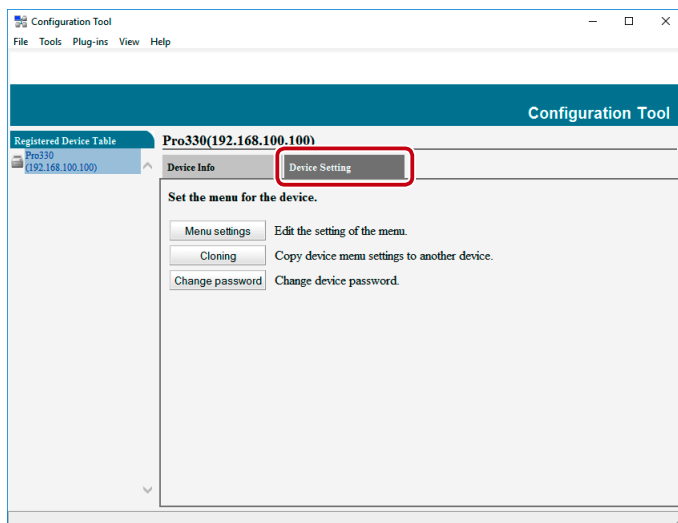 Configuration Tool
File Tools Plug-ins View Help
Configuration Tool
Registered Device Table
Pro330
(192.168.100.100)
Pro330(192.168.100.100)
Device Info Device Setting
Set the menu for the device.
Menu settings Edit the setting of the menu.
Cloning Copy device menu settings to another device.
Change password Change device password.